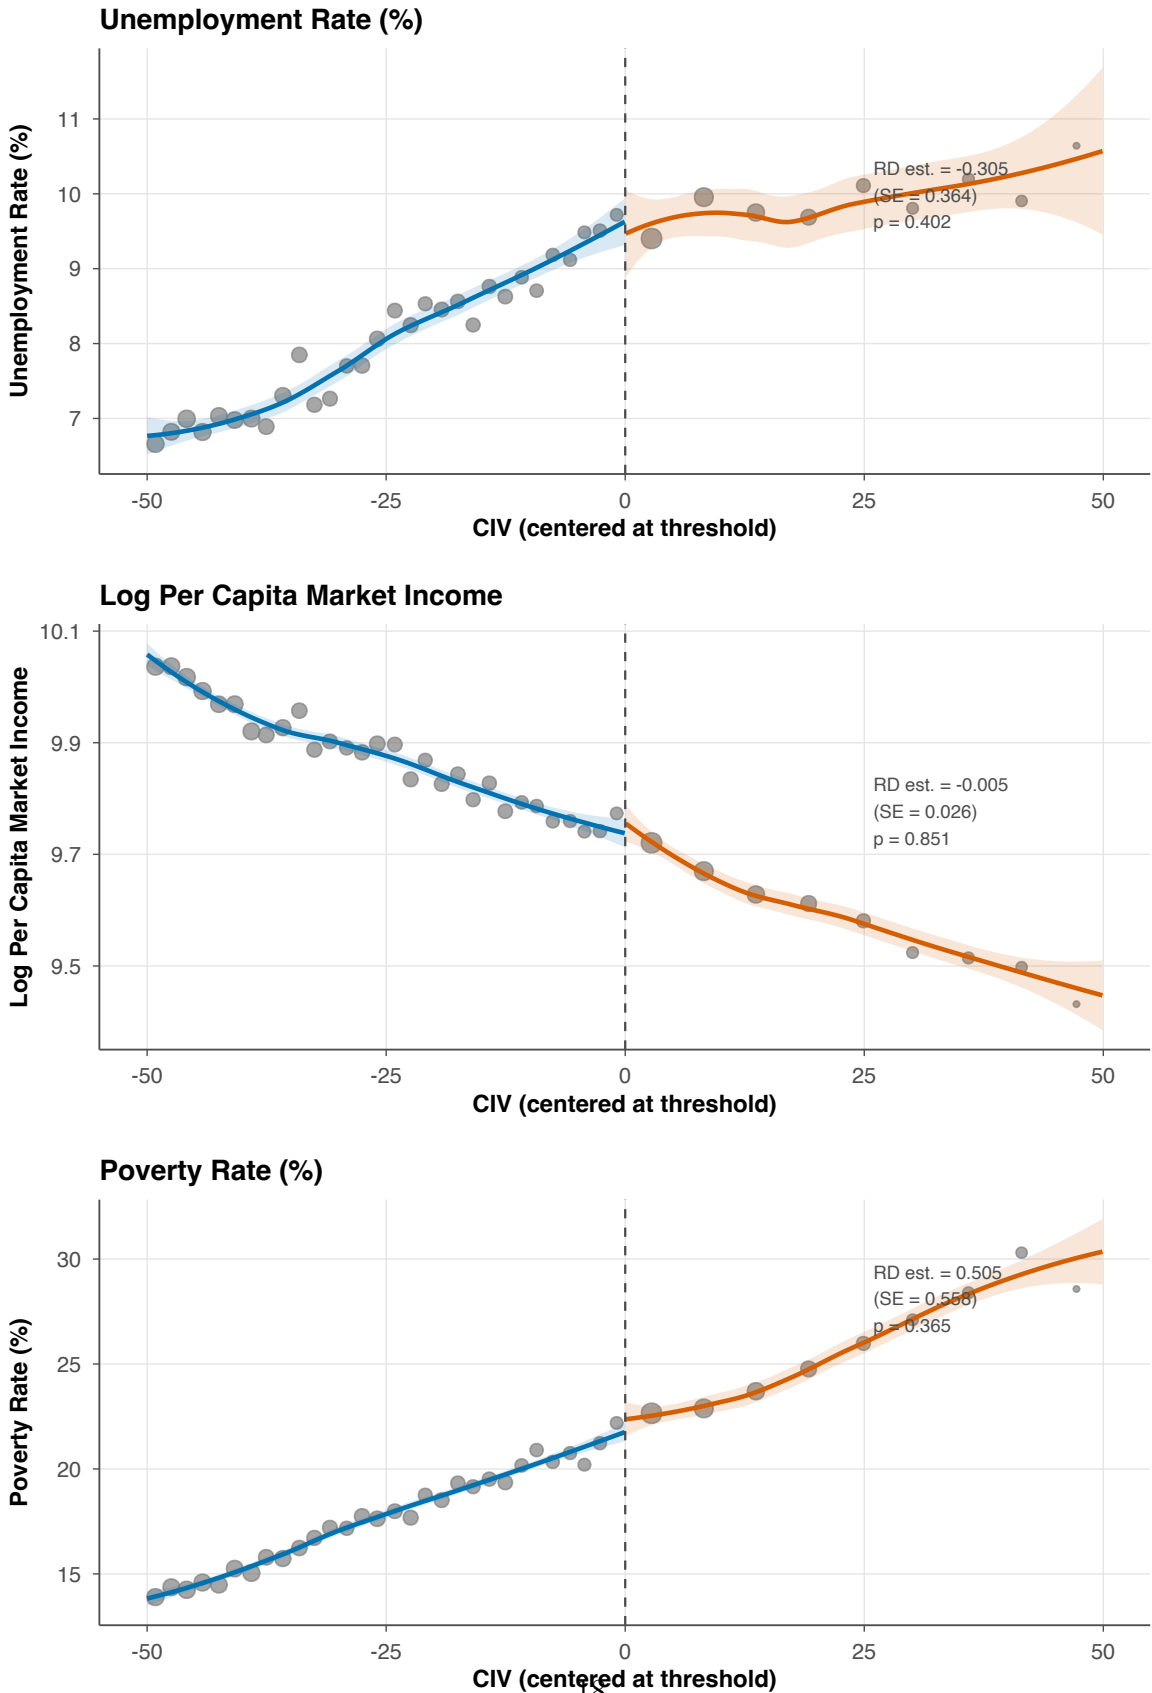 Unemployment Rate (%)
Unemployment Rate (%)
11
10
9
8
7
RD est. = -0.305
(SE = 0.364)
p = 0.402
-50 -25 0 25 50
CIV (centered at threshold)
Log Per Capita Market Income
Log Per Capita Market Income
10.1
9.9
9.7
9.5
RD est. = -0.005
(SE = 0.026)
p = 0.851
-50 -25 0 25 50
CIV (centered at threshold)
Poverty Rate (%)
Poverty Rate (%)
30
25
20
15
RD est. = 0.505
(SE = 0.558)
p = 0.365
-50 -25 0 25 50
CIV (centered at threshold)
18